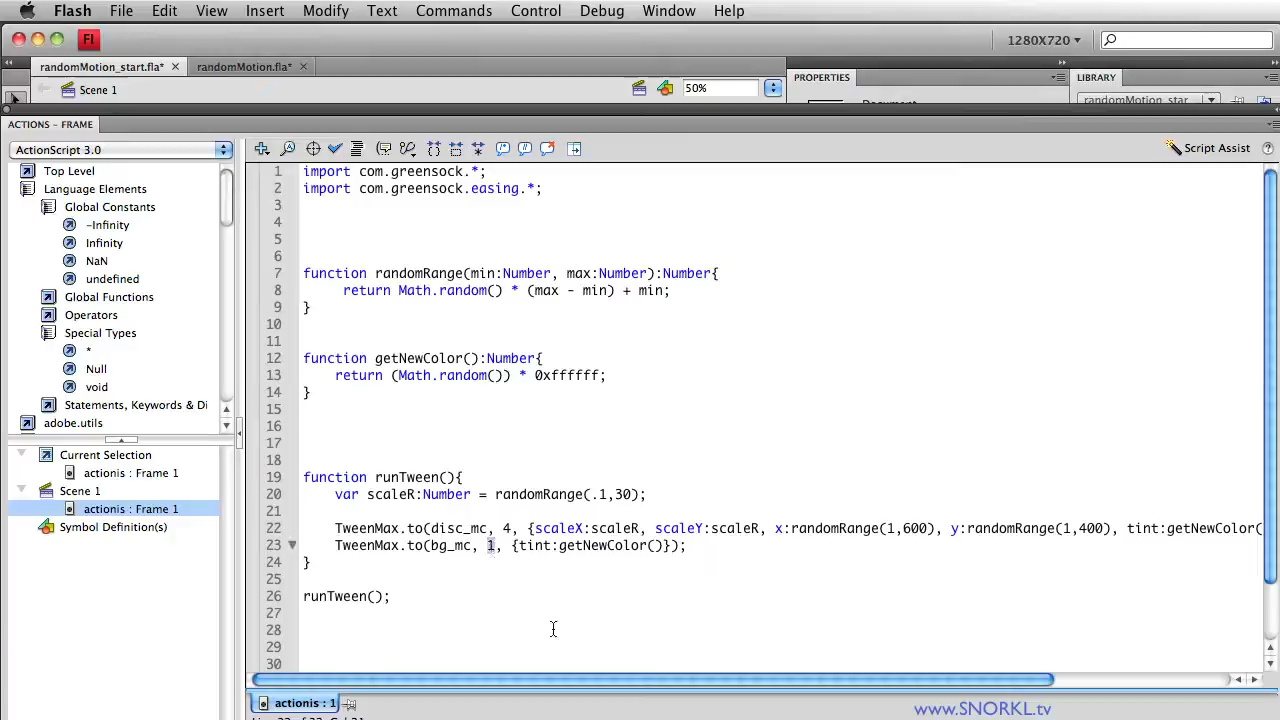 Flash File Edit View Insert Modify Text Commands Control Debug Window Help
Fl 1280X720
randomMotion_start.fla* randomMotion.fla*
Scene 1 50% PROPERTIES LIBRARY
Document randomMotion_star
ACTIONS - FRAME
ActionScript 3.0 Script Assist
Top Level
Language Elements
Global Constants
-Infinity
Infinity
NaN
undefined
Global Functions
Operators
Special Types
*
Null
void
Statements, Keywords & Di
adobe.utils
Current Selection
actionis : Frame 1
Scene 1
actionis : Frame 1
Symbol Definition(s)
1 import com.greensock.*;
2 import com.greensock.easing.*;
3
4
5
6
7 function randomRange(min:Number, max:Number):Number{
8 return Math.random() * (max - min) + min;
9 }
10
11
12 function getNewColor():Number{
13 return (Math.random()) * 0xffffff;
14 }
15
16
17
18
19 function runTween(){
20 var scaleR:Number = randomRange(.1,30);
21
22 TweenMax.to(disc_mc, 4, {scaleX:scaleR, scaleY:scaleR, x:randomRange(1,600), y:randomRange(1,400), tint:getNewColor(
23 TweenMax.to(bg_mc, 1, {tint:getNewColor()});
24 }
25
26 runTween();
27
28
29
30
actionis : 1
www.SNORKL.tv